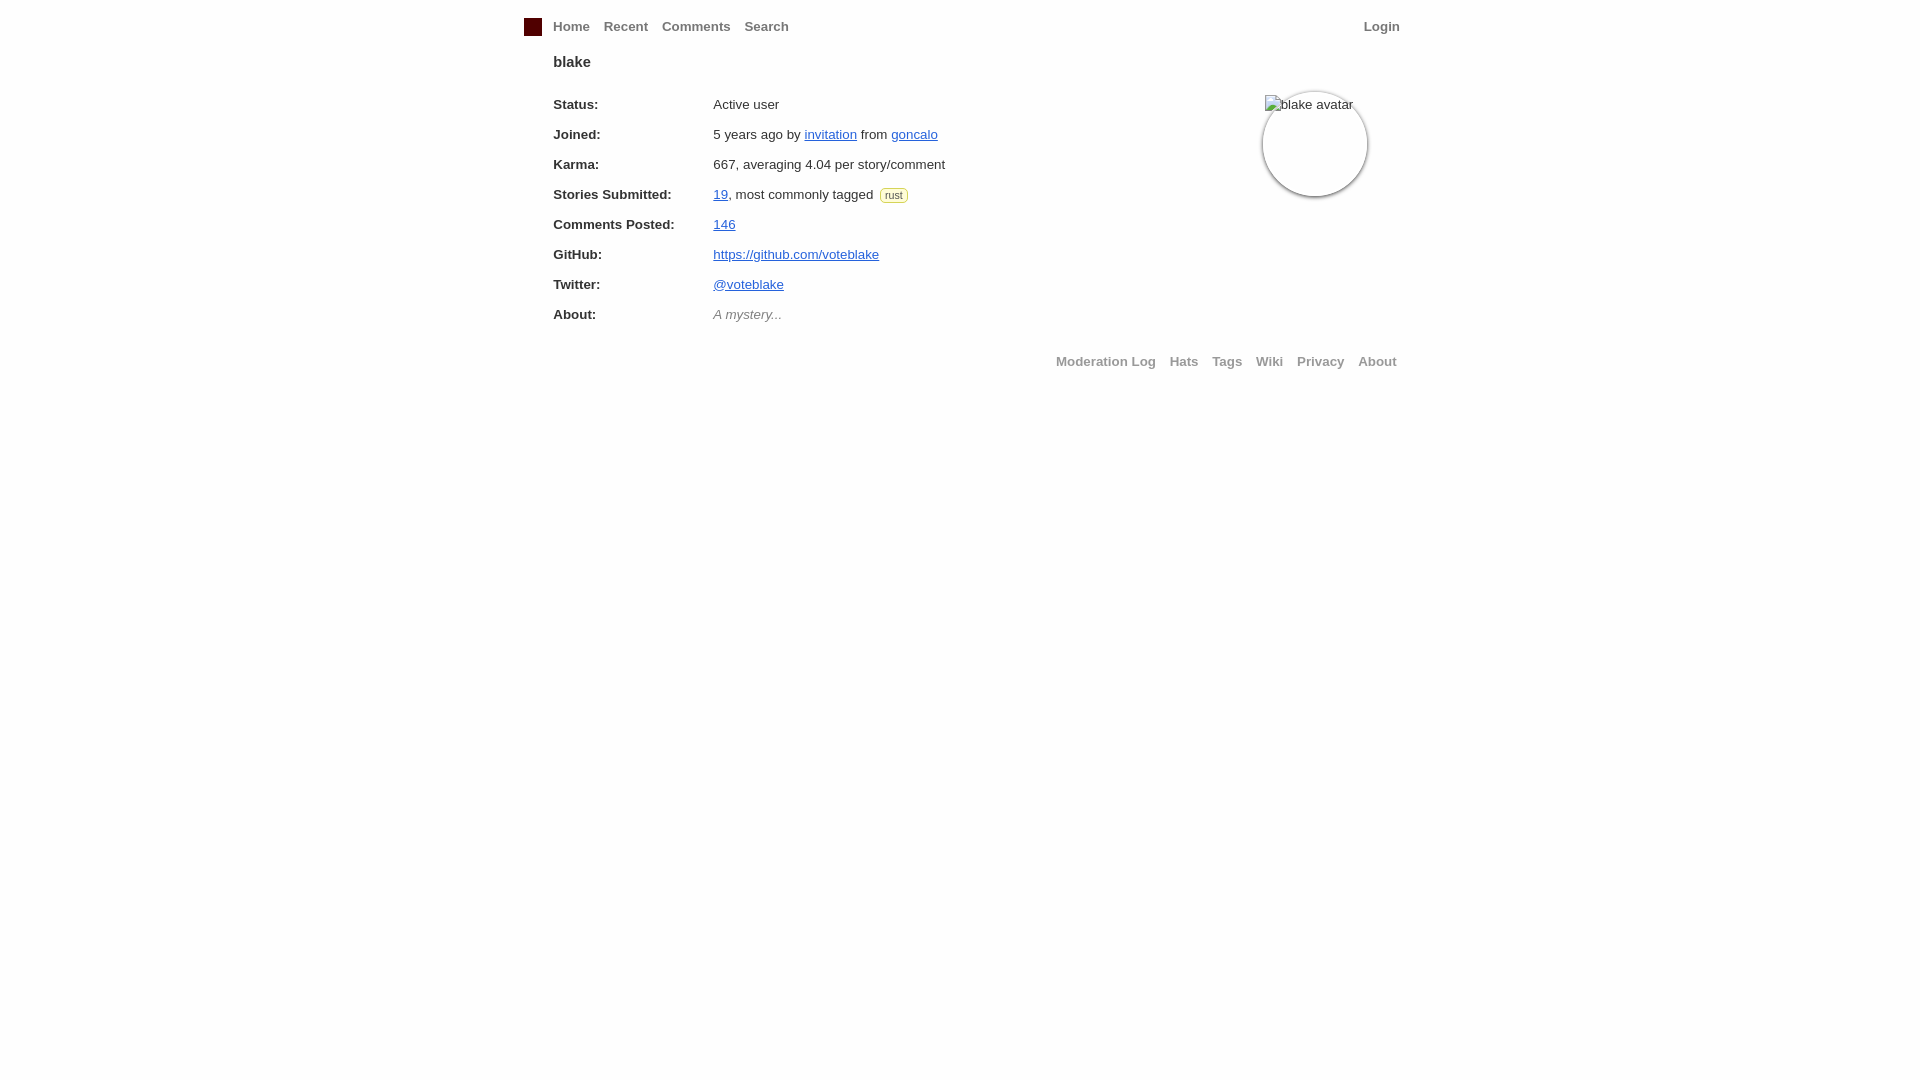 Home Recent Comments Search Login
blake
Status: Active user
blake avatar
Joined: 5 years ago by invitation from goncalo
Karma: 667, averaging 4.04 per story/comment
Stories Submitted: 19, most commonly tagged rust
Comments Posted: 146
GitHub: https://github.com/voteblake
Twitter: @voteblake
About: A mystery...
Moderation Log Hats Tags Wiki Privacy About